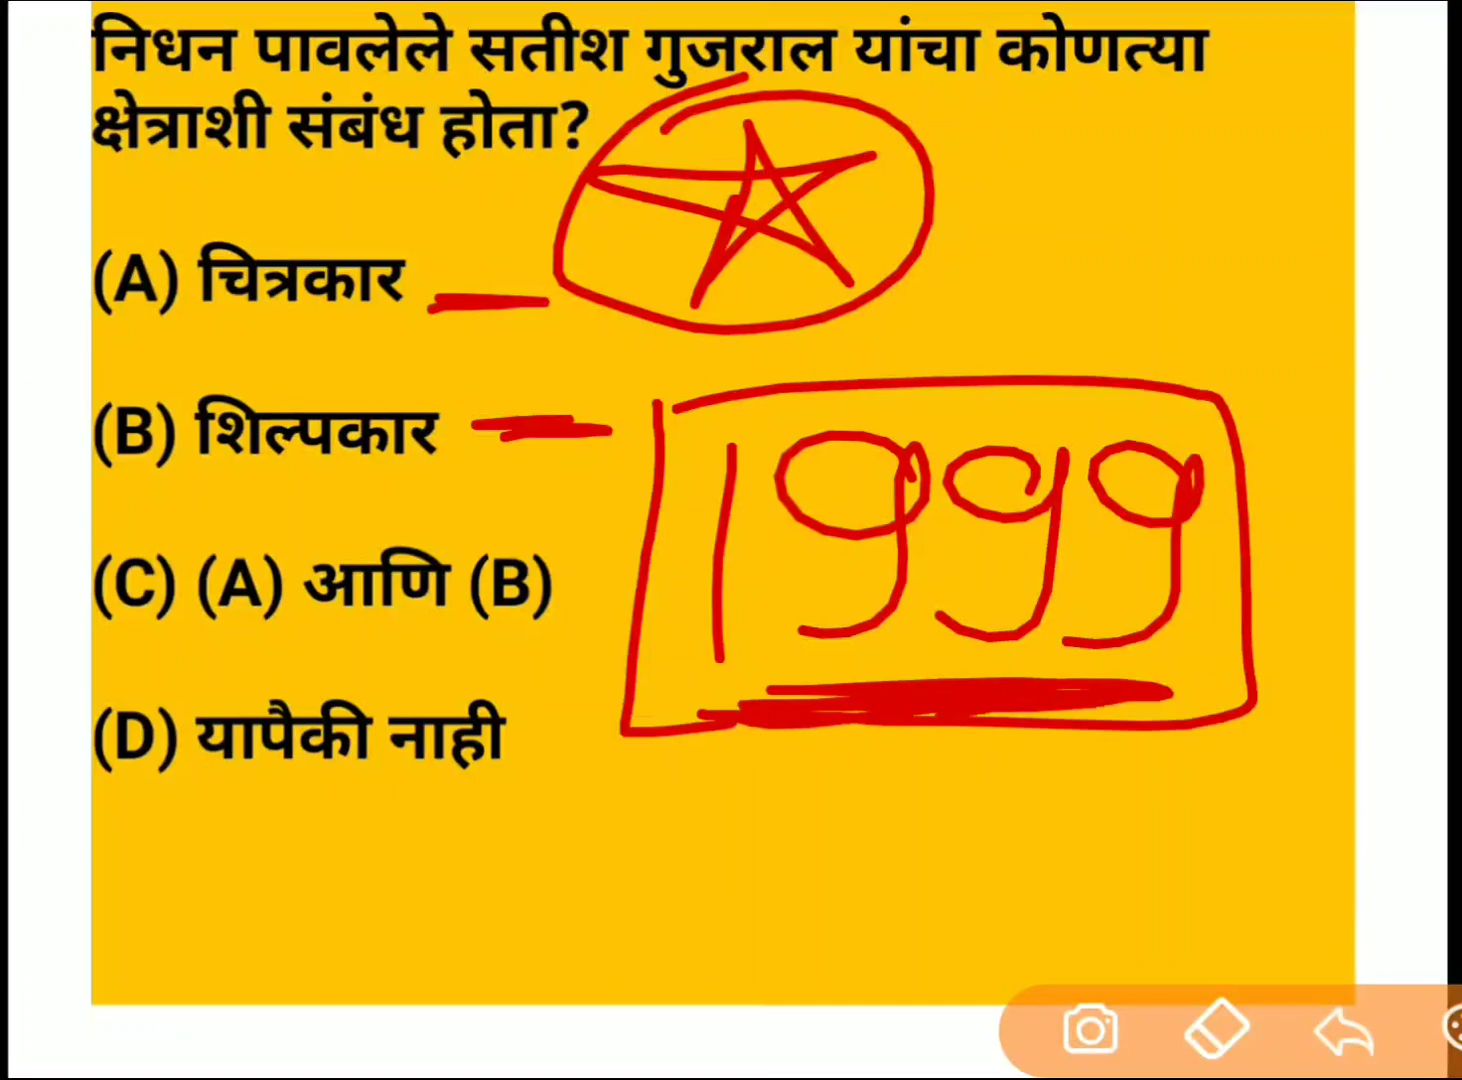 निधन पावलेले सतीश गुजराल यांचा कोणत्या
क्षेत्राशी संबंध होता?
(A) चित्रकार
(B) शिल्पकार
(C) (A) आणि (B)
(D) यापैकी नाही
1999